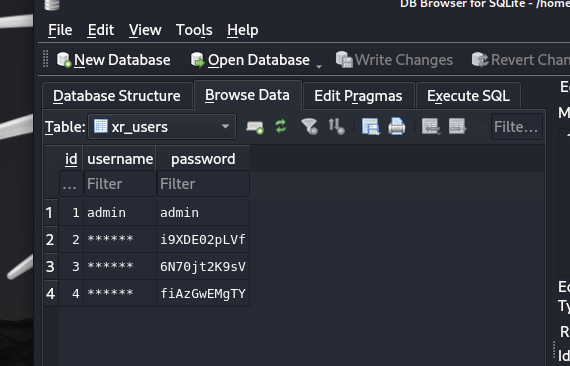 DB Browser for SQLite - /home
File Edit View Tools Help
New Database Open Database Write Changes Revert Chan
Database Structure Browse Data Edit Pragmas Execute SQL
Table: xr_users Filte...
id username password
... Filter Filter
1 1 admin admin
2 2 ****** i9XDE02pLVf
3 3 ****** 6N70jt2K9sV
4 4 ****** fiAzGwEMgTY
Ty
R
Id